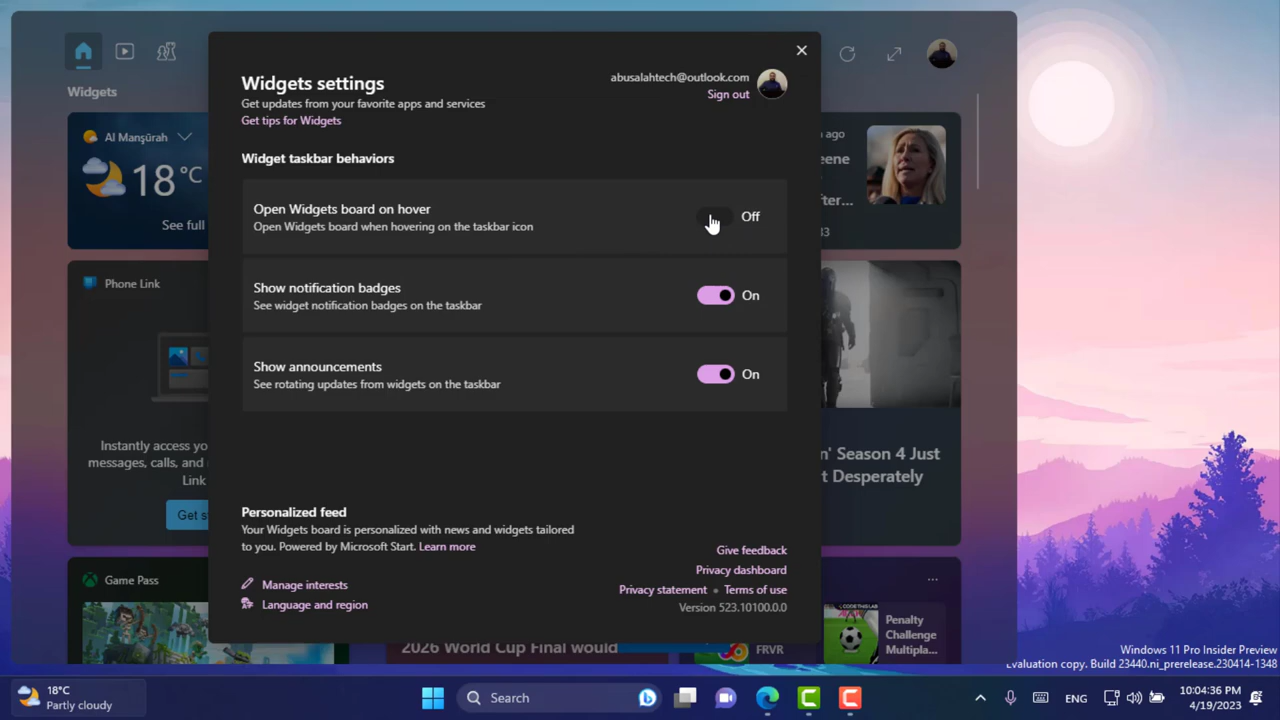 Widgets
Al Manşūrah
18 °C
See full
Phone Link
Instantly access yo
messages, calls, and
Link
Get s
Game Pass
Widgets settings
Get updates from your favorite apps and services
Get tips for Widgets
abusalahtech@outlook.com
Sign out
Widget taskbar behaviors
Open Widgets board on hover
Open Widgets board when hovering on the taskbar icon
Off
Show notification badges
See widget notification badges on the taskbar
On
Show announcements
See rotating updates from widgets on the taskbar
On
Personalized feed
Your Widgets board is personalized with news and widgets tailored
to you. Powered by Microsoft Start. Learn more
Manage interests
Language and region
Give feedback
Privacy dashboard
Privacy statement • Terms of use
Version 523.10100.0.0
ago
eene
fter...
33
n' Season 4 Just
t Desperately
2026 World Cup Final would
FRVR
CODE THIS LAB
Penalty
Challenge
Multipla...
Windows 11 Pro Insider Preview
Evaluation copy. Build 23440.ni_prerelease.230414-1348
18°C
Partly cloudy
Search
ENG
10:04:36 PM
4/19/2023